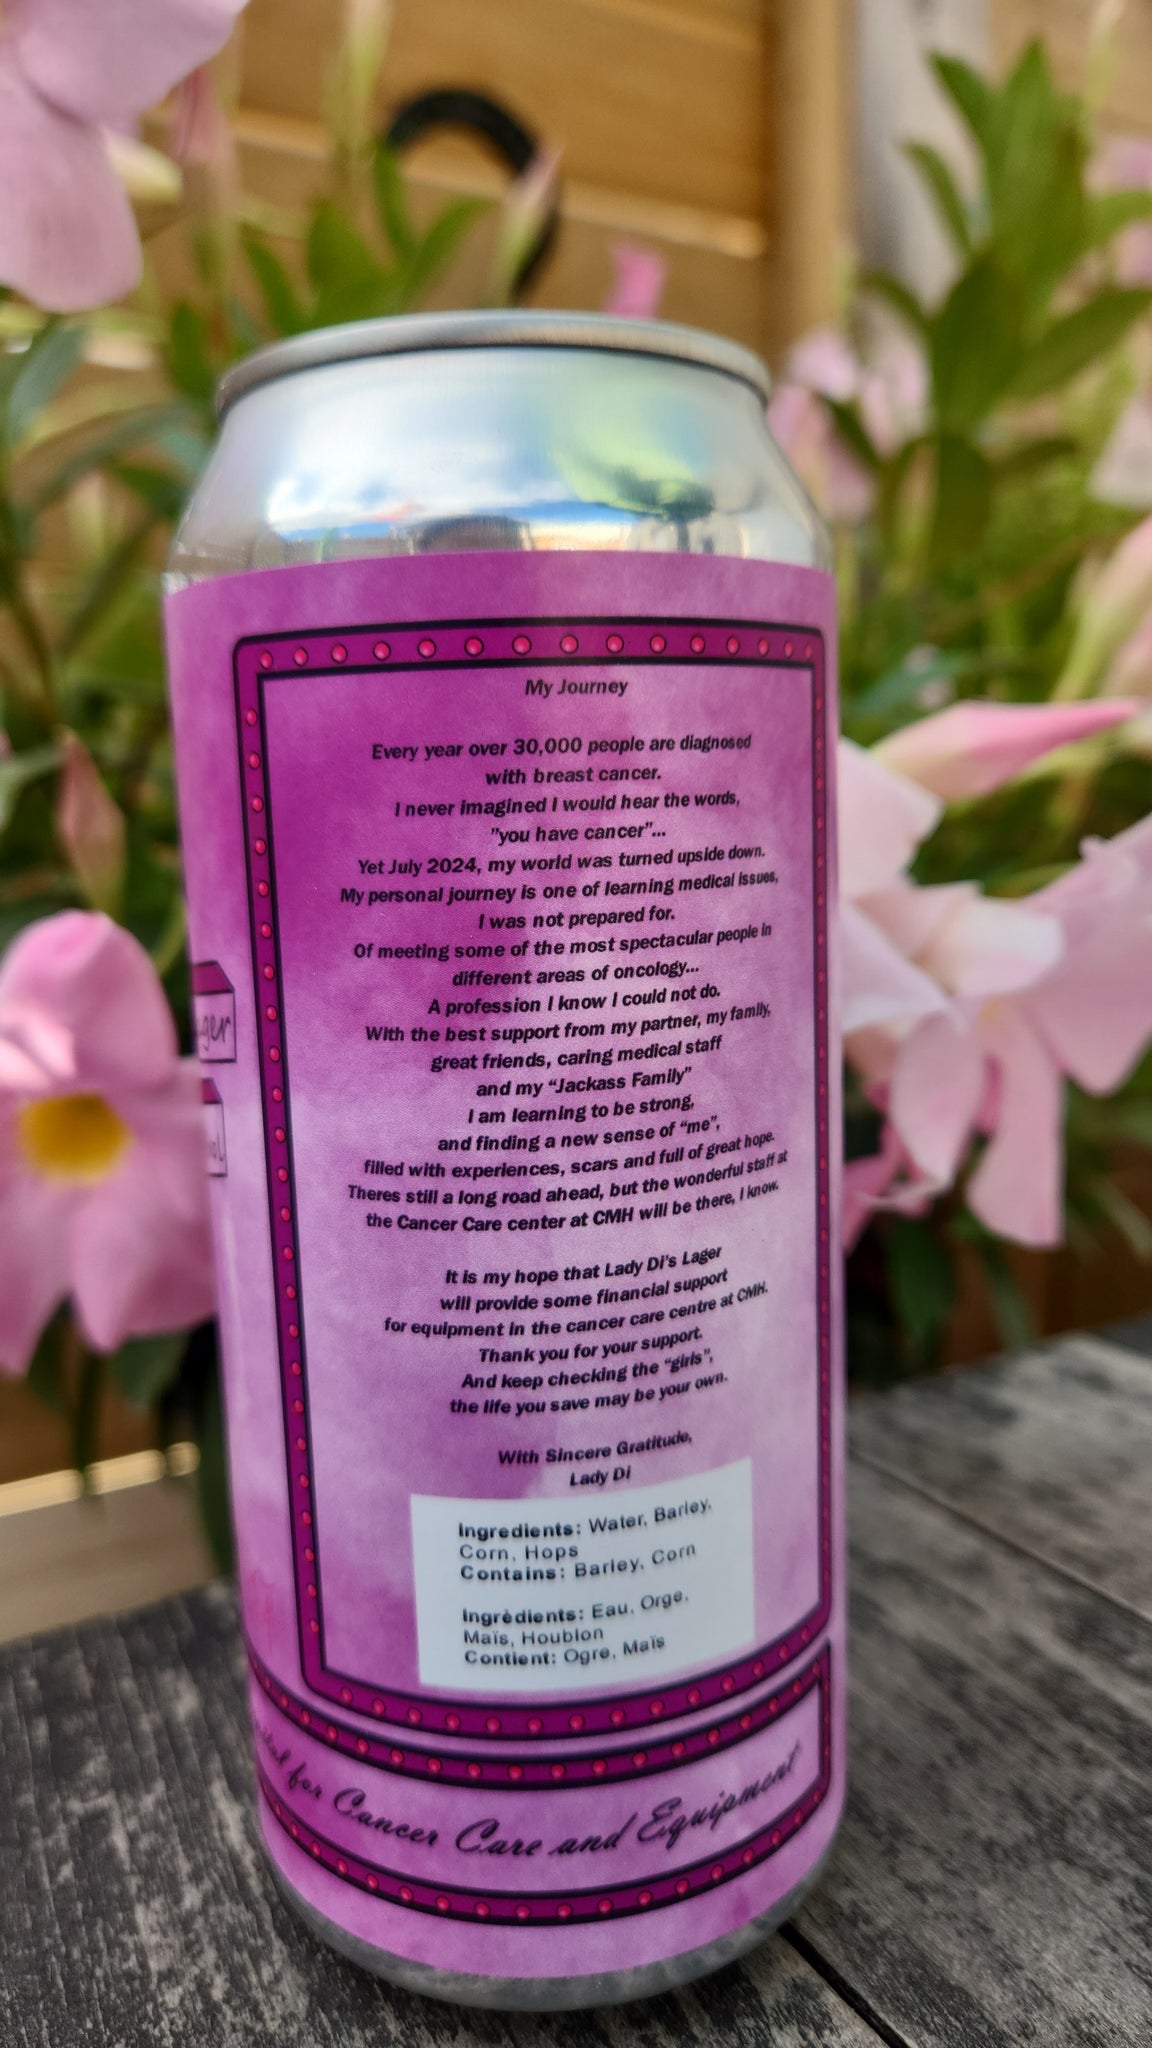 My Journey
Every year over 30,000 people are diagnosed
with breast cancer.
I never imagined I would hear the words,
"you have cancer"...
Yet July 2024, my world was turned upside down.
My personal journey is one of learning medical issues,
I was not prepared for.
Of meeting some of the most spectacular people in
different areas of oncology...
A profession I know I could not do.
With the best support from my partner, my family,
great friends, caring medical staff
and my “Jackass Family”
I am learning to be strong,
and finding a new sense of “me”,
filled with experiences, scars and full of great hope.
Theres still a long road ahead, but the wonderful staff at
the Cancer Care center at CMH will be there, I know.
It is my hope that Lady Di's Lager
will provide some financial support
for equipment in the cancer care centre at CMH.
Thank you for your support.
And keep checking the “girls”,
the life you save may be your own.
With Sincere Gratitude,
Lady Di
Ingredients: Water, Barley,
Corn, Hops
Contains: Barley, Corn
Ingrèdients: Eau, Orge,
Maïs, Houblon
Contient: Ogre, Maïs
for Cancer Care and Equipment